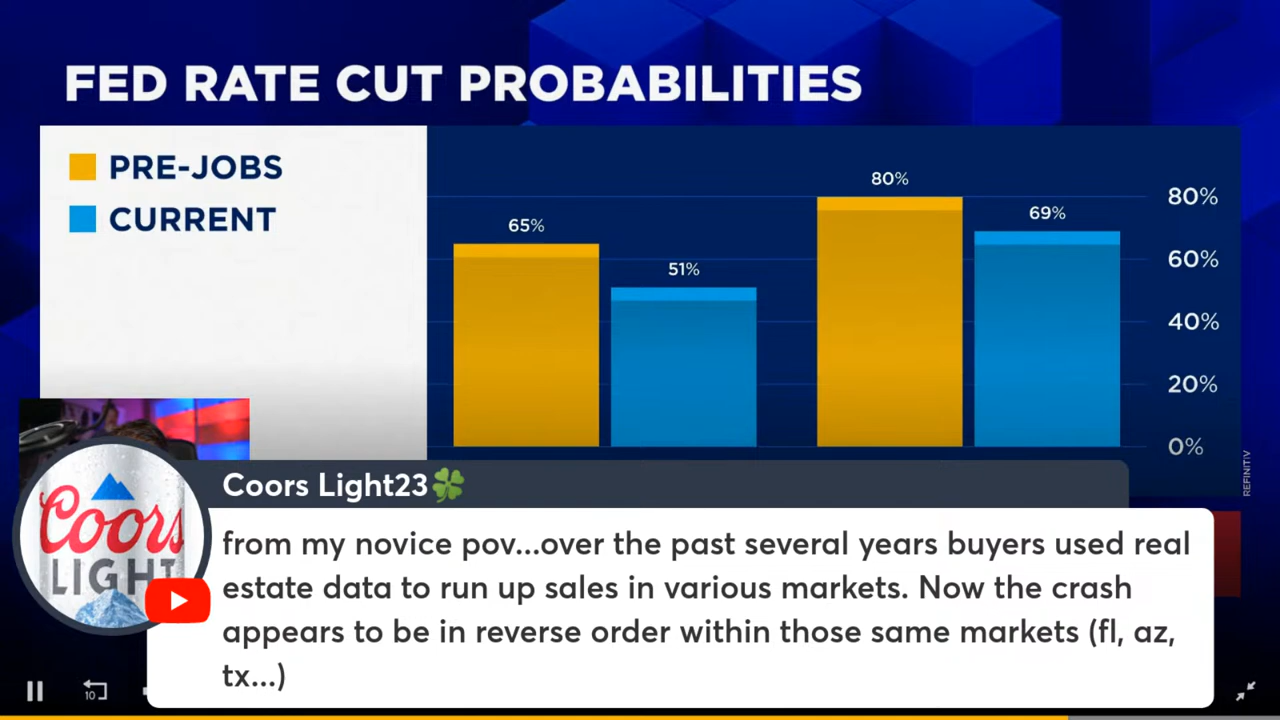 FED RATE CUT PROBABILITIES
PRE-JOBS
CURRENT
65%
51%
80%
69%
80%
60%
40%
20%
0%
REFINITIV
Coors
LIGHT
Coors Light23🍀
from my novice pov...over the past several years buyers used real
estate data to run up sales in various markets. Now the crash
appears to be in reverse order within those same markets (fl, az,
tx...)
10